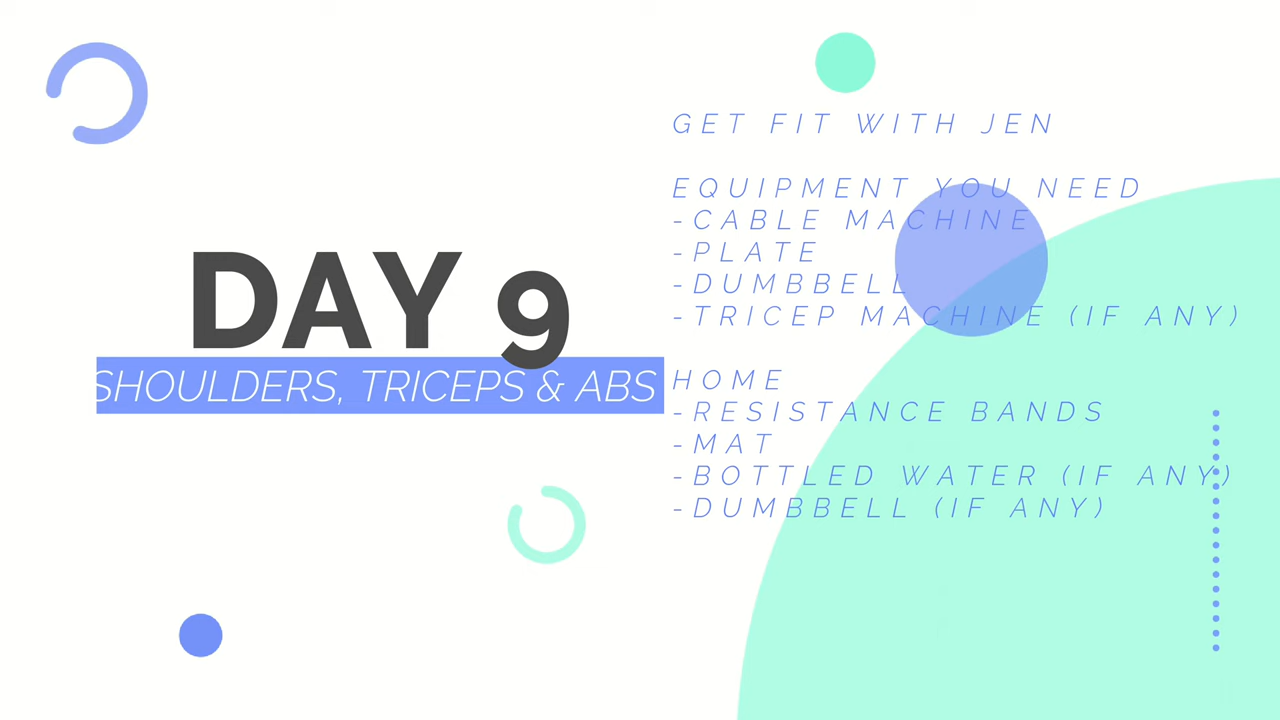 DAY 9
SHOULDERS, TRICEPS & ABS
GET FIT WITH JEN
EQUIPMENT YOU NEED
-CABLE MACHINE
-PLATE
-DUMBBELL
-TRICEP MACHINE (IF ANY)
HOME
-RESISTANCE BANDS
-MAT
-BOTTLED WATER (IF ANY)
-DUMBBELL (IF ANY)